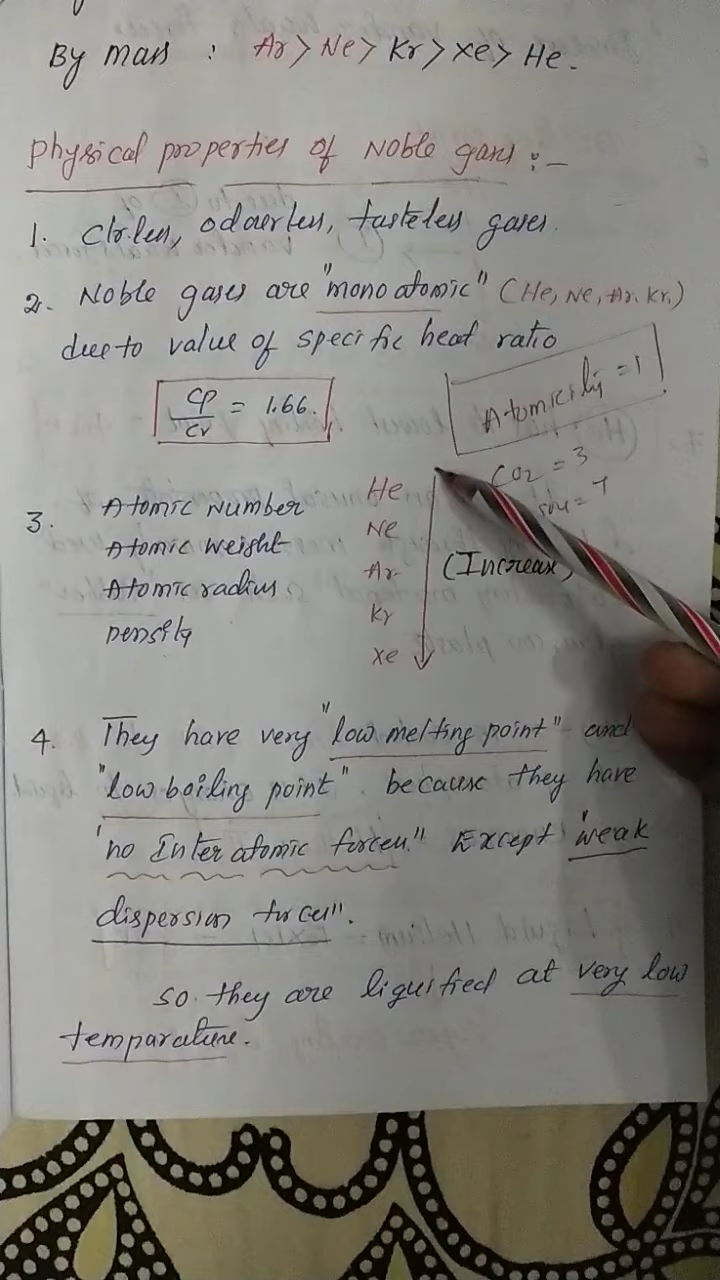 By mass : Ar > Ne > Kr > Xe > He.
Physical properties of Noble gases :-
1. Clr.less, odourless, tasteless gases.
2. Noble gases are "mono atomic" (He, Ne, Ar. Kr.)
due to value of specific heat ratio
Cp/Cv = 1.66.
Atomicity = 1
CO2 = 3
3. Atomic Number
Atomic weight
Atomic radius
Density
He
Ne
Ar
Kr
Xe
(Increase)
4. They have very "low melting point" and
"low boiling point". because they have
"no Inter atomic forces" Except "weak
dispersion forces".
so they are liquified at very low
temparature.